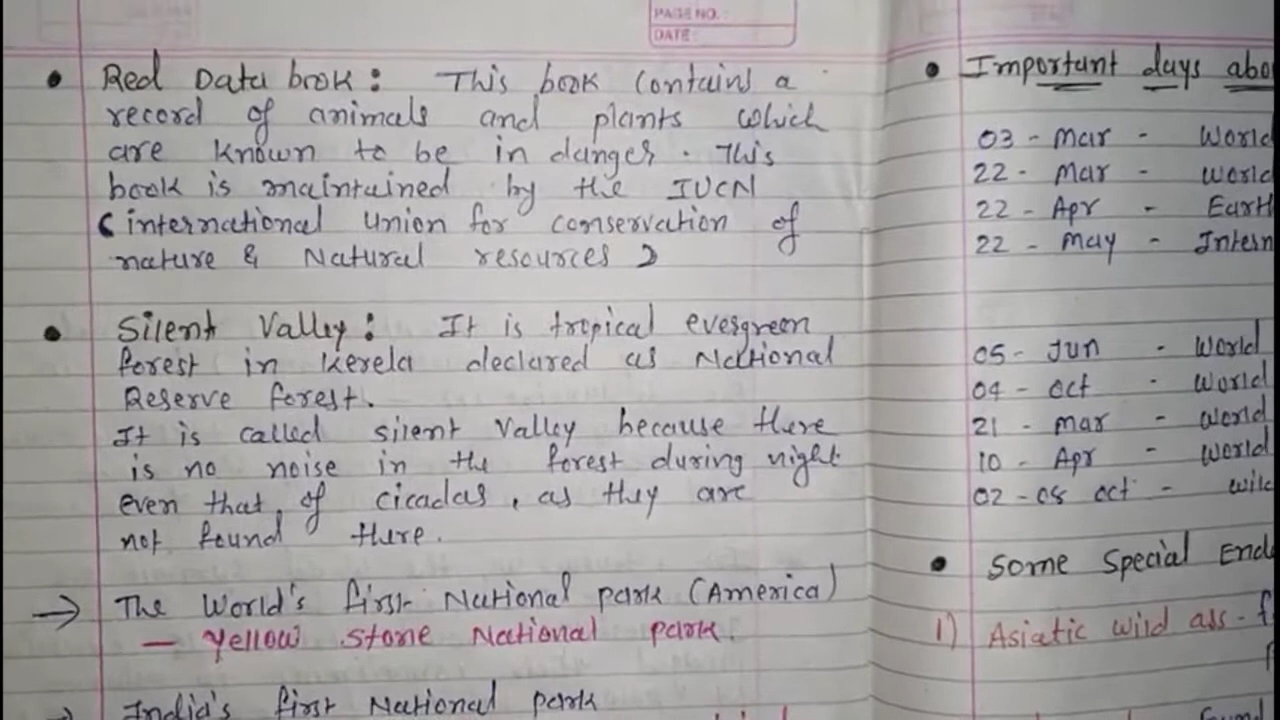 PAGE NO.:
DATE:
• Red Data book: This book contains a
record of animals and plants which
are known to be in danger. This
book is maintained by the IUCN
(international Union for conservation of
nature & Natural resources)
• Silent Valley: It is tropical evergreen
forest in Kerela declared as National
Reserve forest.
It is called silent Valley because there
is no noise in the forest during night
even that of cicadas, as they are
not found there.
→ The World's first National park (America)
– Yellow stone National park.
→ India's first National park
• Important days abo
03 - Mar - World
22 - Mar - World
22 - Apr - Earth
22 - May - Intern
05 - Jun - World
04 - Oct - World
21 - Mar - World
10 - Apr - World
02-08 Oct - Wild
• Some Special End
1) Asiatic wild ass - f